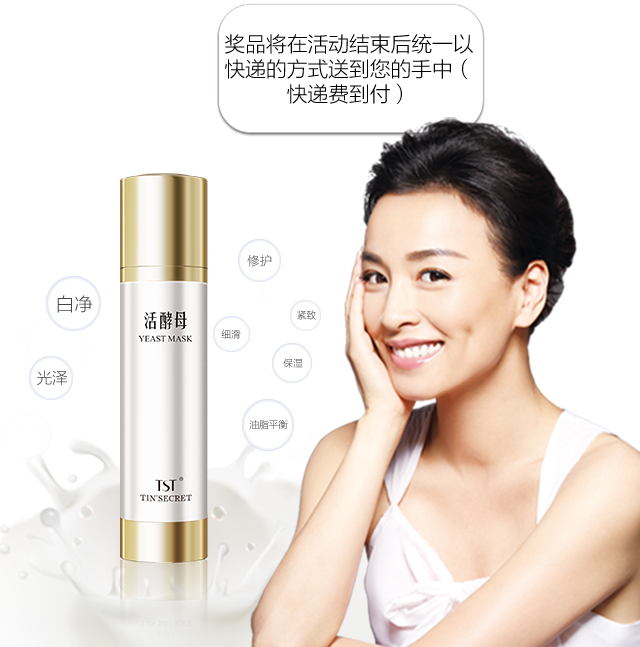 奖品将在活动结束后统一以
快递的方式送到您的手中（
快递费到付）
修护
白净
紧致
细滑
保湿
光泽
油脂平衡
活酵母
YEAST MASK
TST®
TIN'SECRET